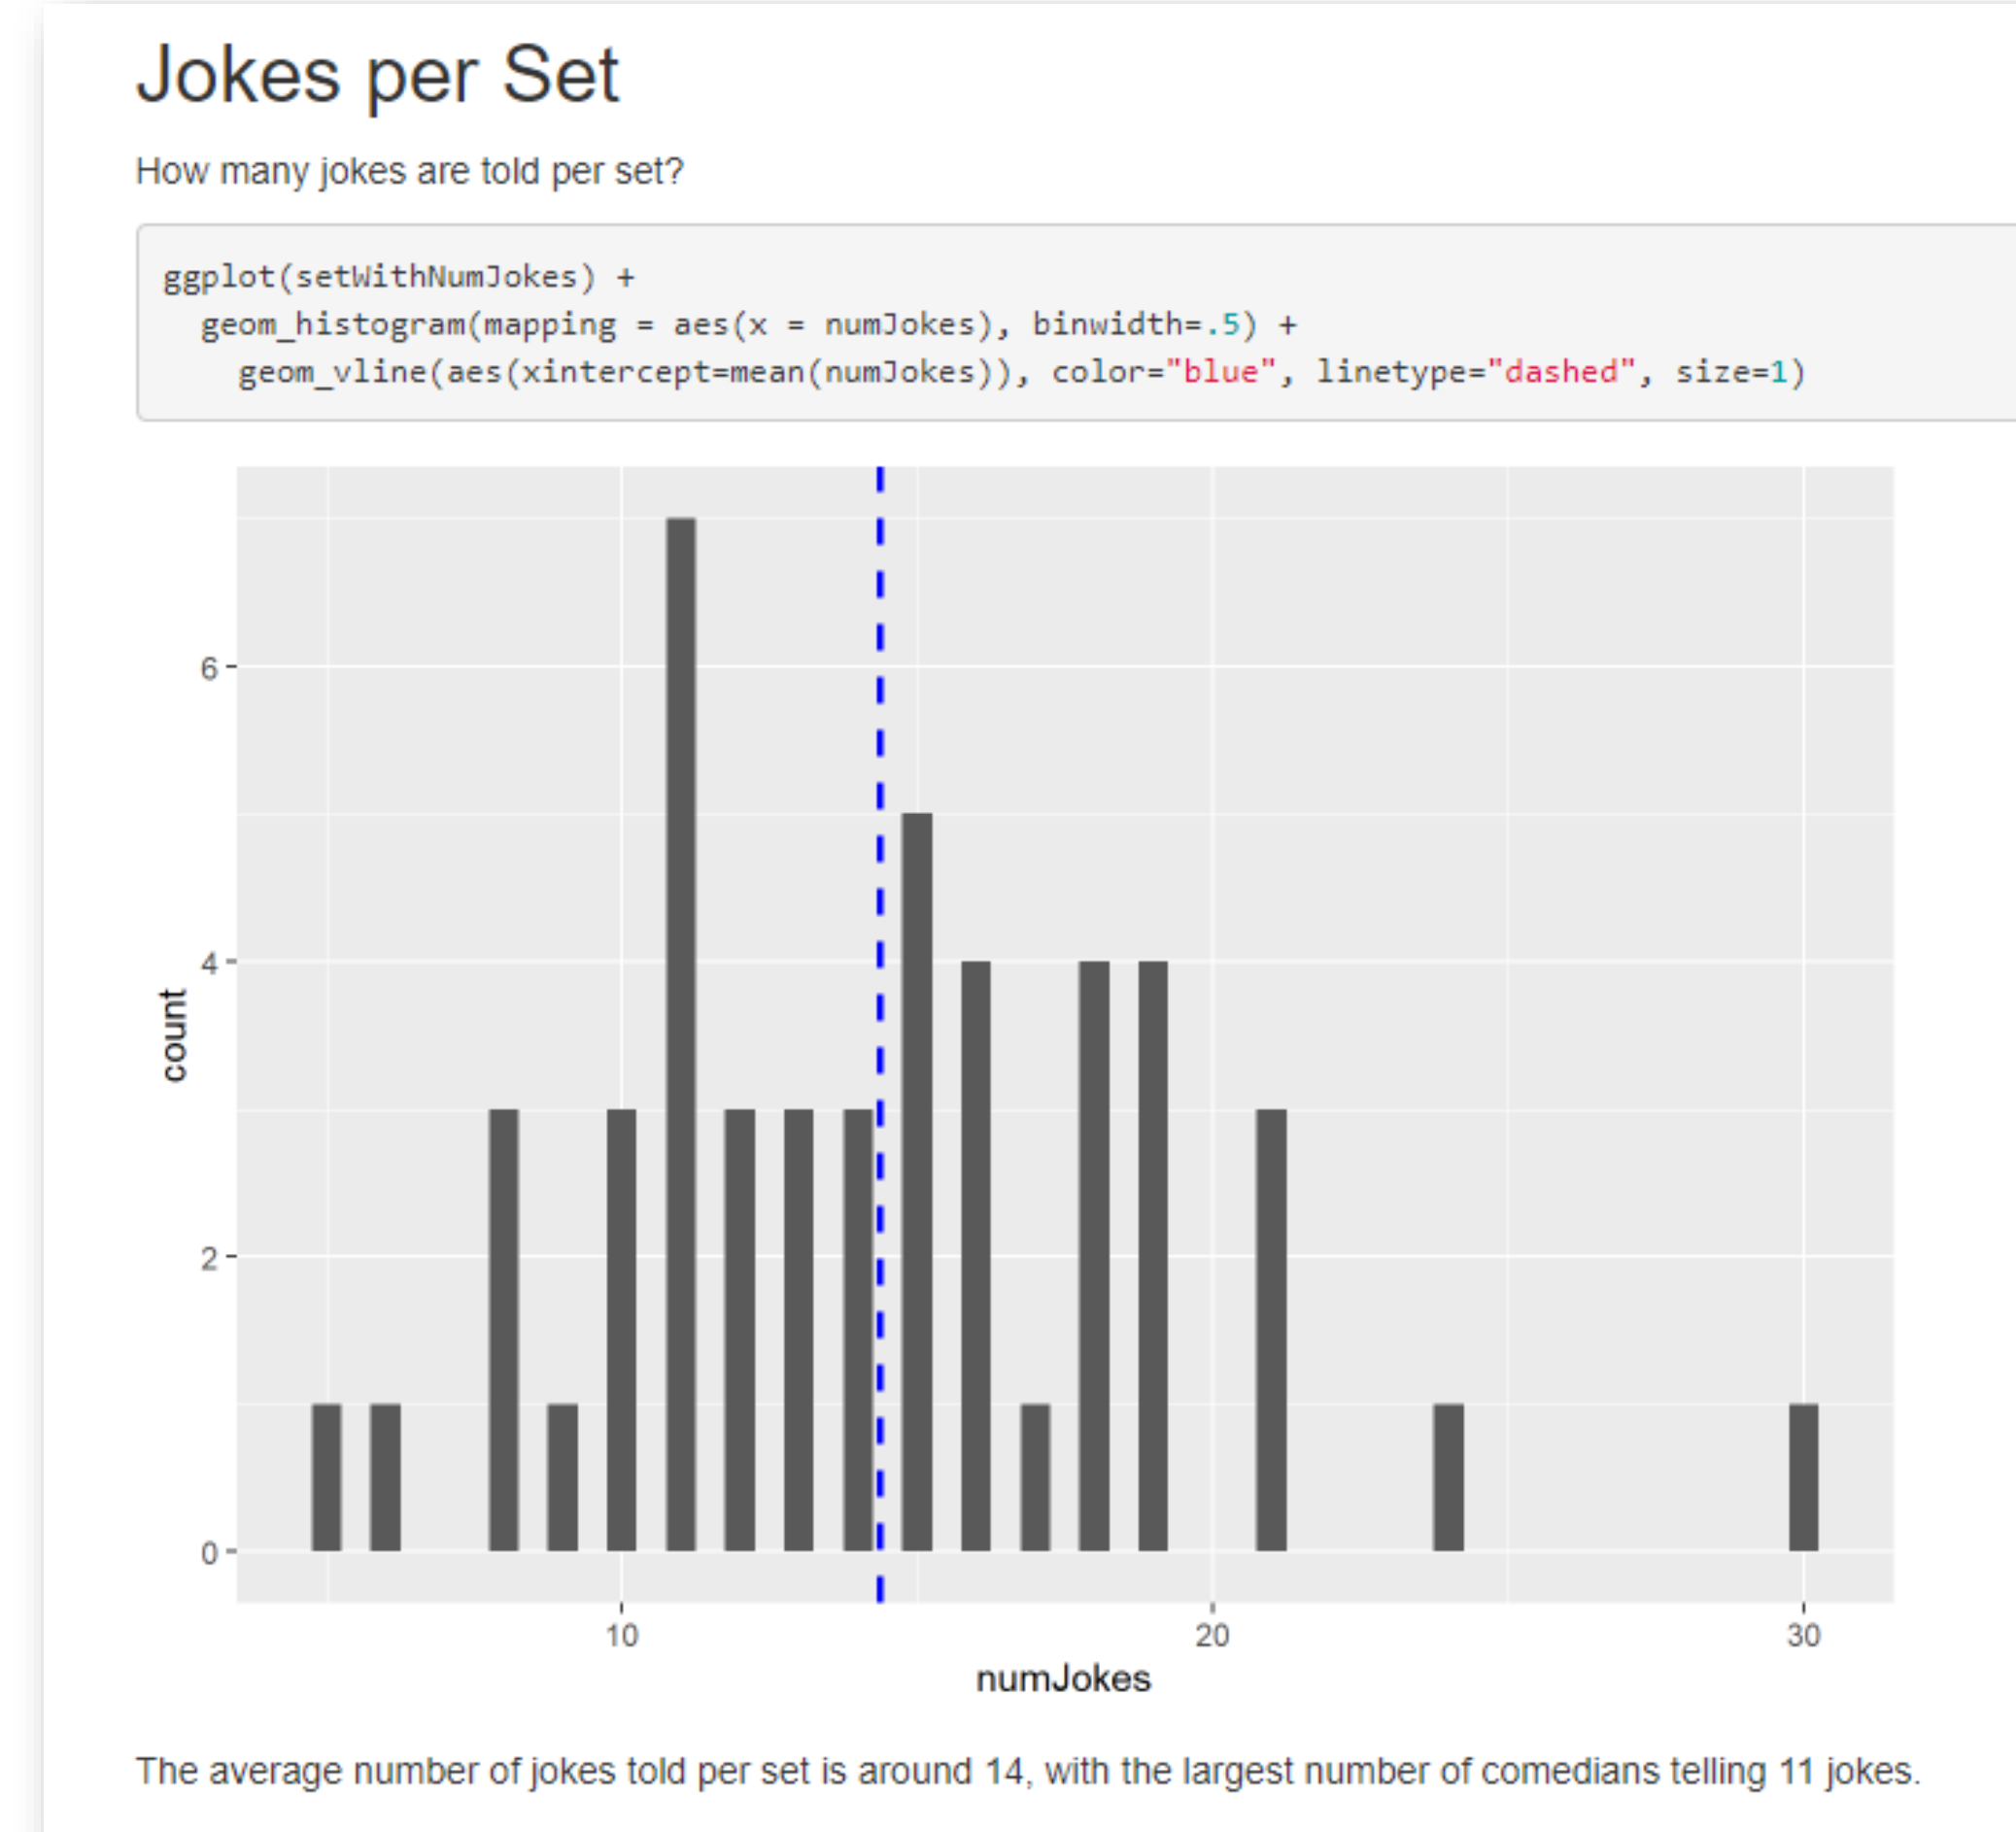 Jokes per Set
How many jokes are told per set?
ggplot(setWithNumJokes) +
  geom_histogram(mapping = aes(x = numJokes), binwidth=.5) +
    geom_vline(aes(xintercept=mean(numJokes)), color="blue", linetype="dashed", size=1)
6
4
2
0
count
10 20 30
numJokes
The average number of jokes told per set is around 14, with the largest number of comedians telling 11 jokes.